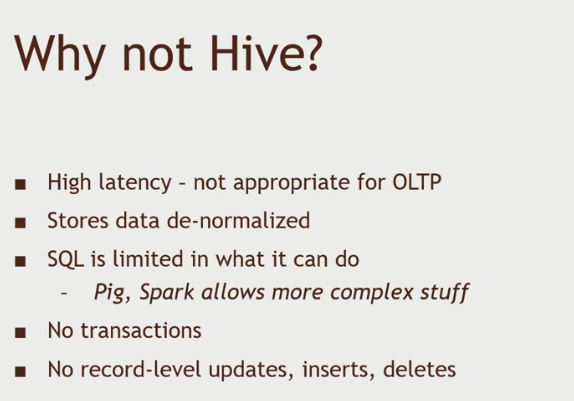 Why not Hive?
■ High latency – not appropriate for OLTP
■ Stores data de-normalized
■ SQL is limited in what it can do
– Pig, Spark allows more complex stuff
■ No transactions
■ No record-level updates, inserts, deletes